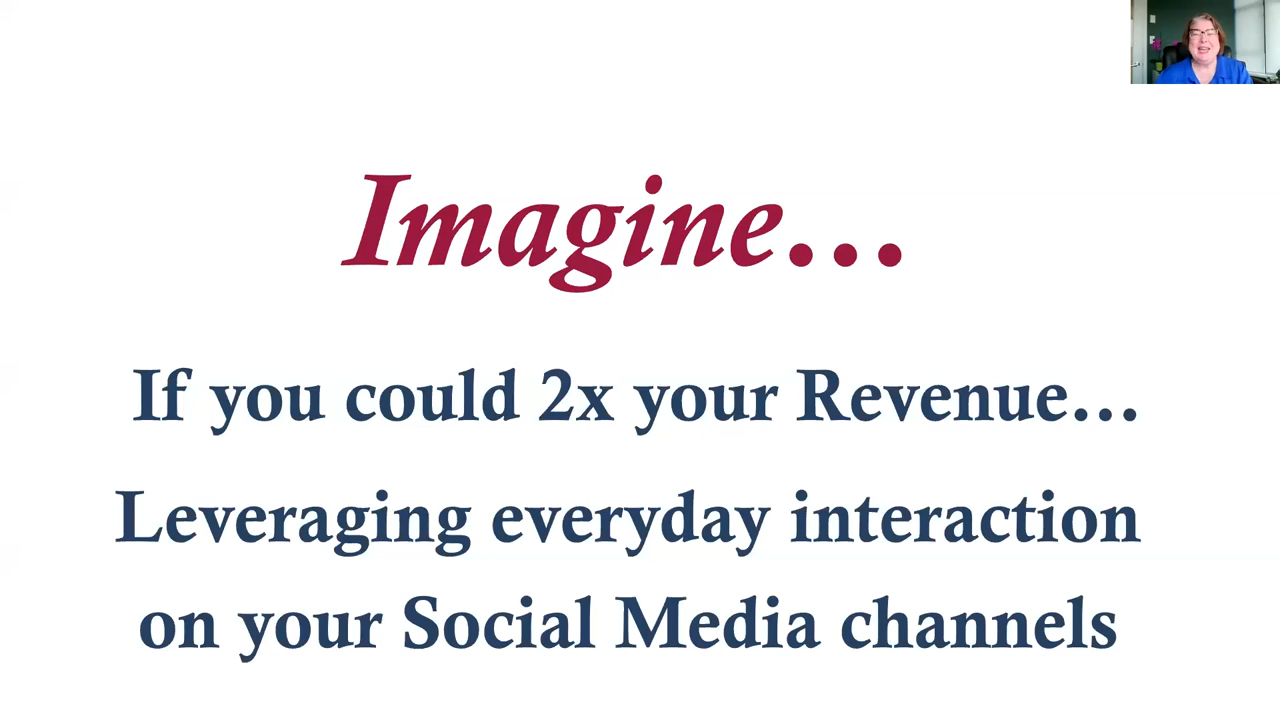 Imagine…
If you could 2x your Revenue…
Leveraging everyday interaction
on your Social Media channels